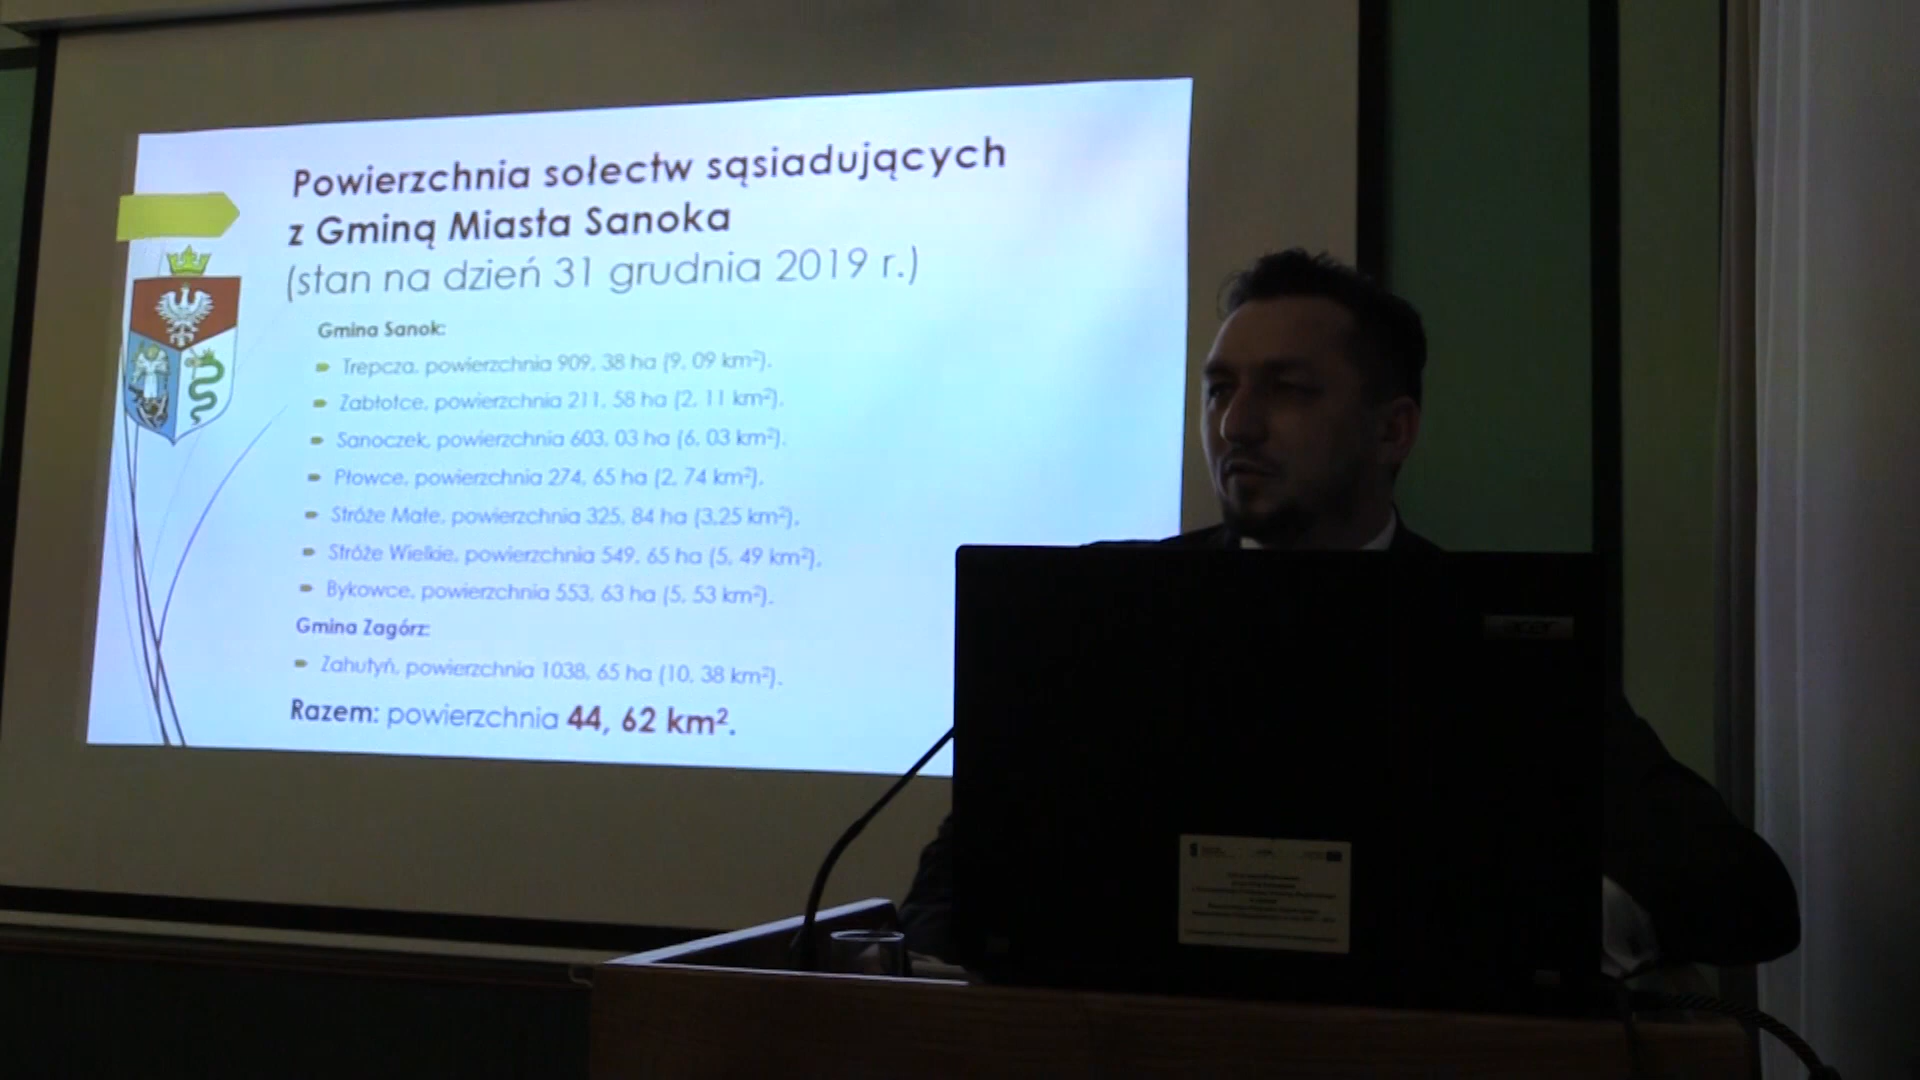 Powierzchnia sołectw sąsiadujących
z Gminą Miasta Sanoka
(stan na dzień 31 grudnia 2019 r.)
Gmina Sanok:
Trepcza, powierzchnia 909, 38 ha (9, 09 km²).
Zabłotce, powierzchnia 211, 58 ha (2, 11 km²).
Sanoczek, powierzchnia 603, 03 ha (6, 03 km²).
Płowce, powierzchnia 274, 65 ha (2, 74 km²).
Stróże Małe, powierzchnia 325, 84 ha (3,25 km²).
Stróże Wielkie, powierzchnia 549, 65 ha (5, 49 km²).
Bykowce, powierzchnia 553, 63 ha (5, 53 km²).
Gmina Zagórz:
Zahutyń, powierzchnia 1038, 65 ha (10, 38 km²).
Razem: powierzchnia 44, 62 km².
acer